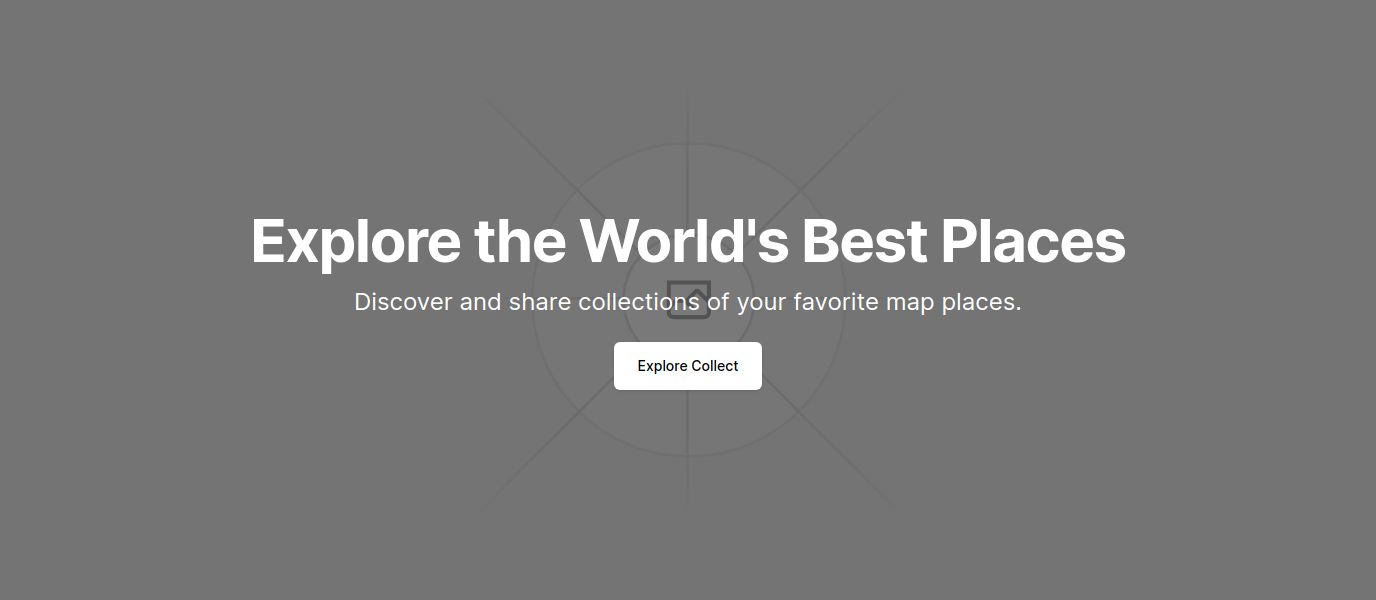 Explore the World's Best Places
Discover and share collections of your favorite map places.
Explore Collect